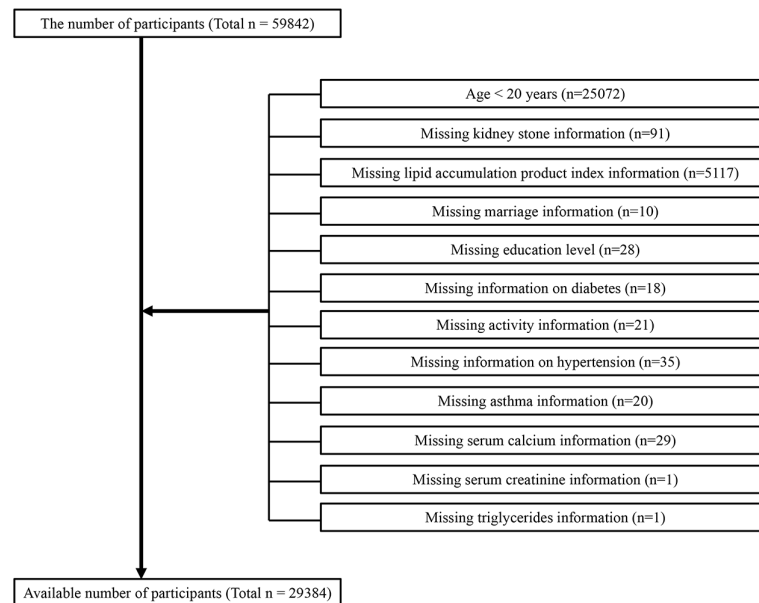 The number of participants (Total n = 59842)
Age < 20 years (n=25072)
Missing kidney stone information (n=91)
Missing lipid accumulation product index information (n=5117)
Missing marriage information (n=10)
Missing education level (n=28)
Missing information on diabetes (n=18)
Missing activity information (n=21)
Missing information on hypertension (n=35)
Missing asthma information (n=20)
Missing serum calcium information (n=29)
Missing serum creatinine information (n=1)
Missing triglycerides information (n=1)
Available number of participants (Total n = 29384)